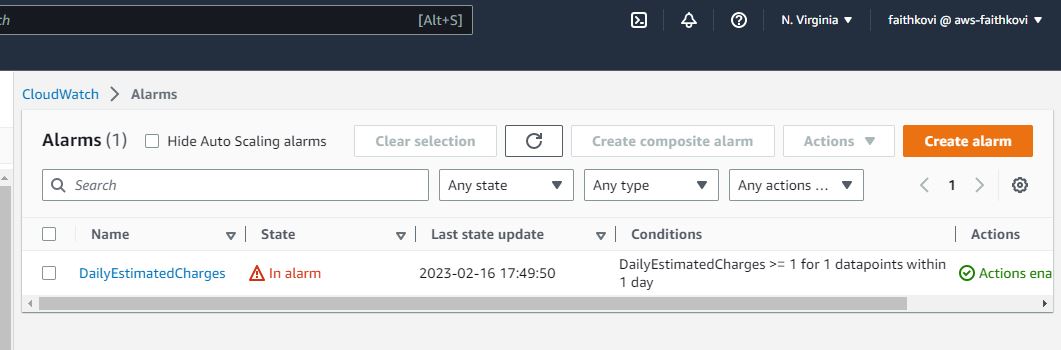 [Alt+S] N. Virginia ▼ faithkovi @ aws-faithkovi ▼
CloudWatch > Alarms
Alarms (1) Hide Auto Scaling alarms Clear selection Create composite alarm Actions ▼ Create alarm
Search Any state ▼ Any type ▼ Any actions ... ▼ < 1 >
Name State Last state update Conditions Actions
DailyEstimatedCharges In alarm 2023-02-16 17:49:50 DailyEstimatedCharges >= 1 for 1 datapoints within
1 day Actions ena